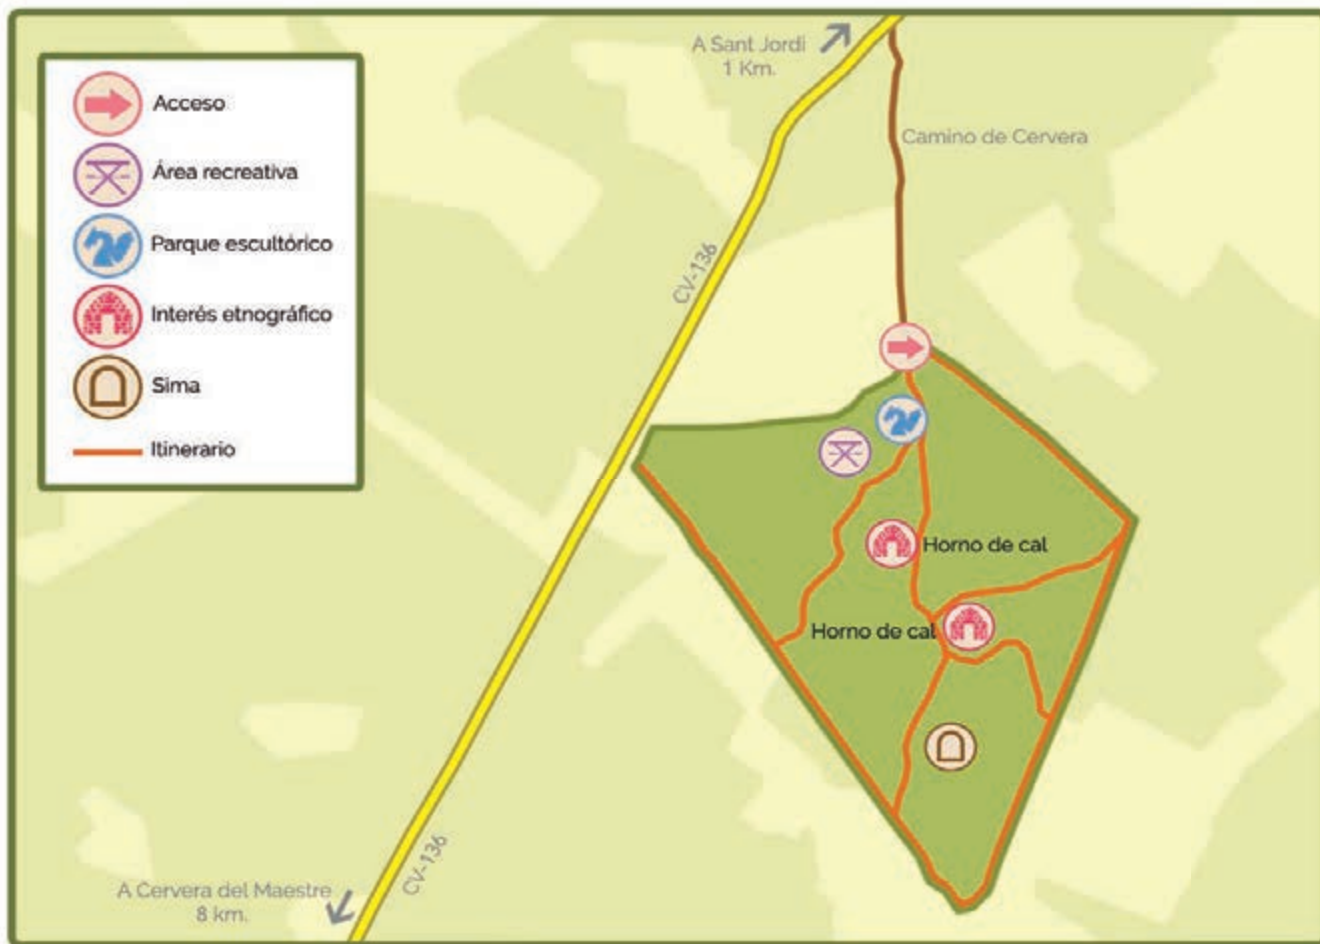 Acceso
Área recreativa
Parque escultórico
Interés etnográfico
Sima
Itinerario
A Sant Jordi
1 Km.
Camino de Cervera
CV-136
Horno de cal
Horno de cal
CV-136
A Cervera del Maestre
8 km.